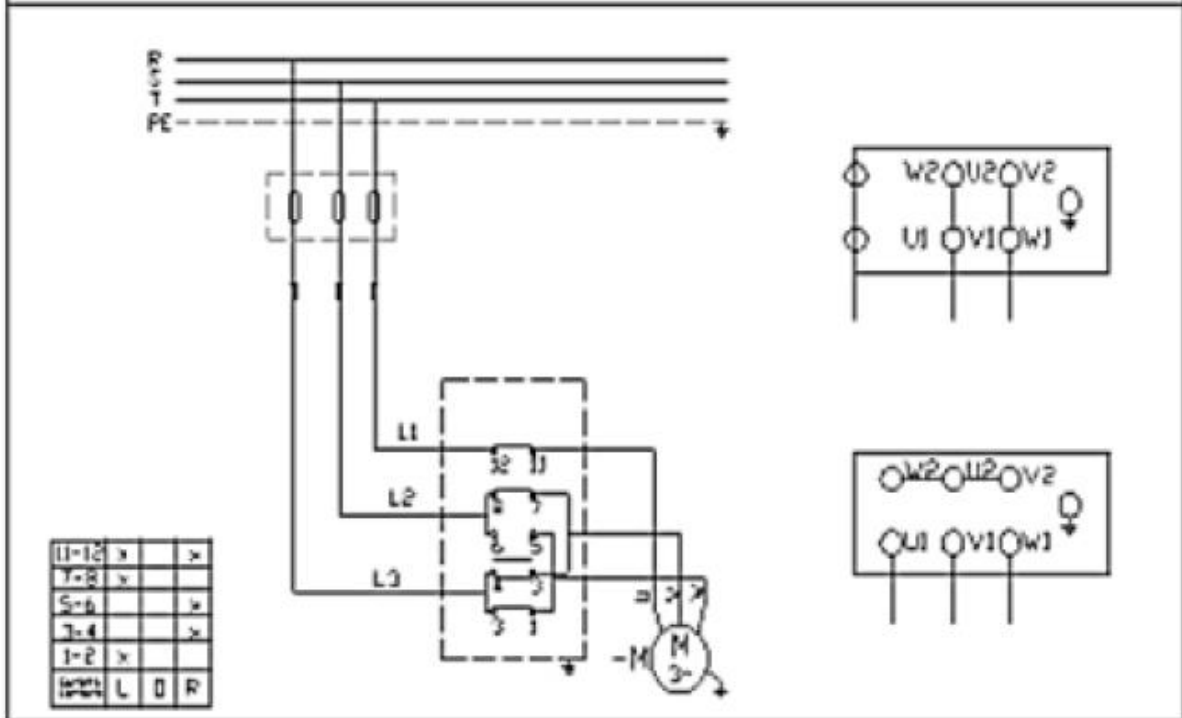 R
T
PE
W2 U2 V2
U1 V1 W1
L1
12 11
L2
L3
W2 U2 V2
U1 V1 W1
11-12 x x
7-8 x
5-6 x
3-4 x
1-2 x
L 0 R
U V W
-M
M
3~